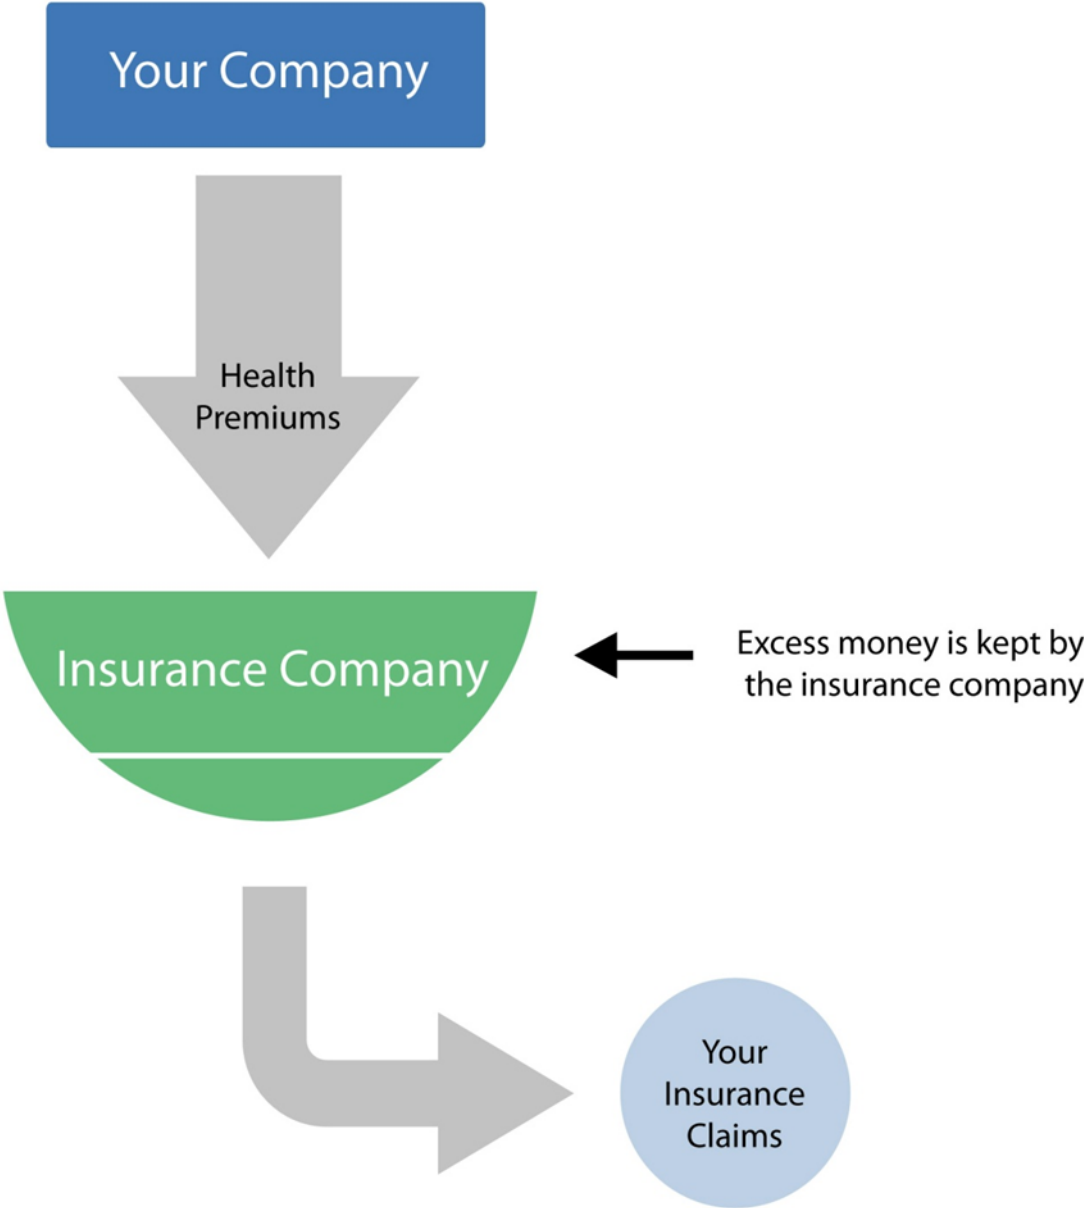 Your Company
Health
Premiums
Insurance Company
Excess money is kept by
the insurance company
Your
Insurance
Claims